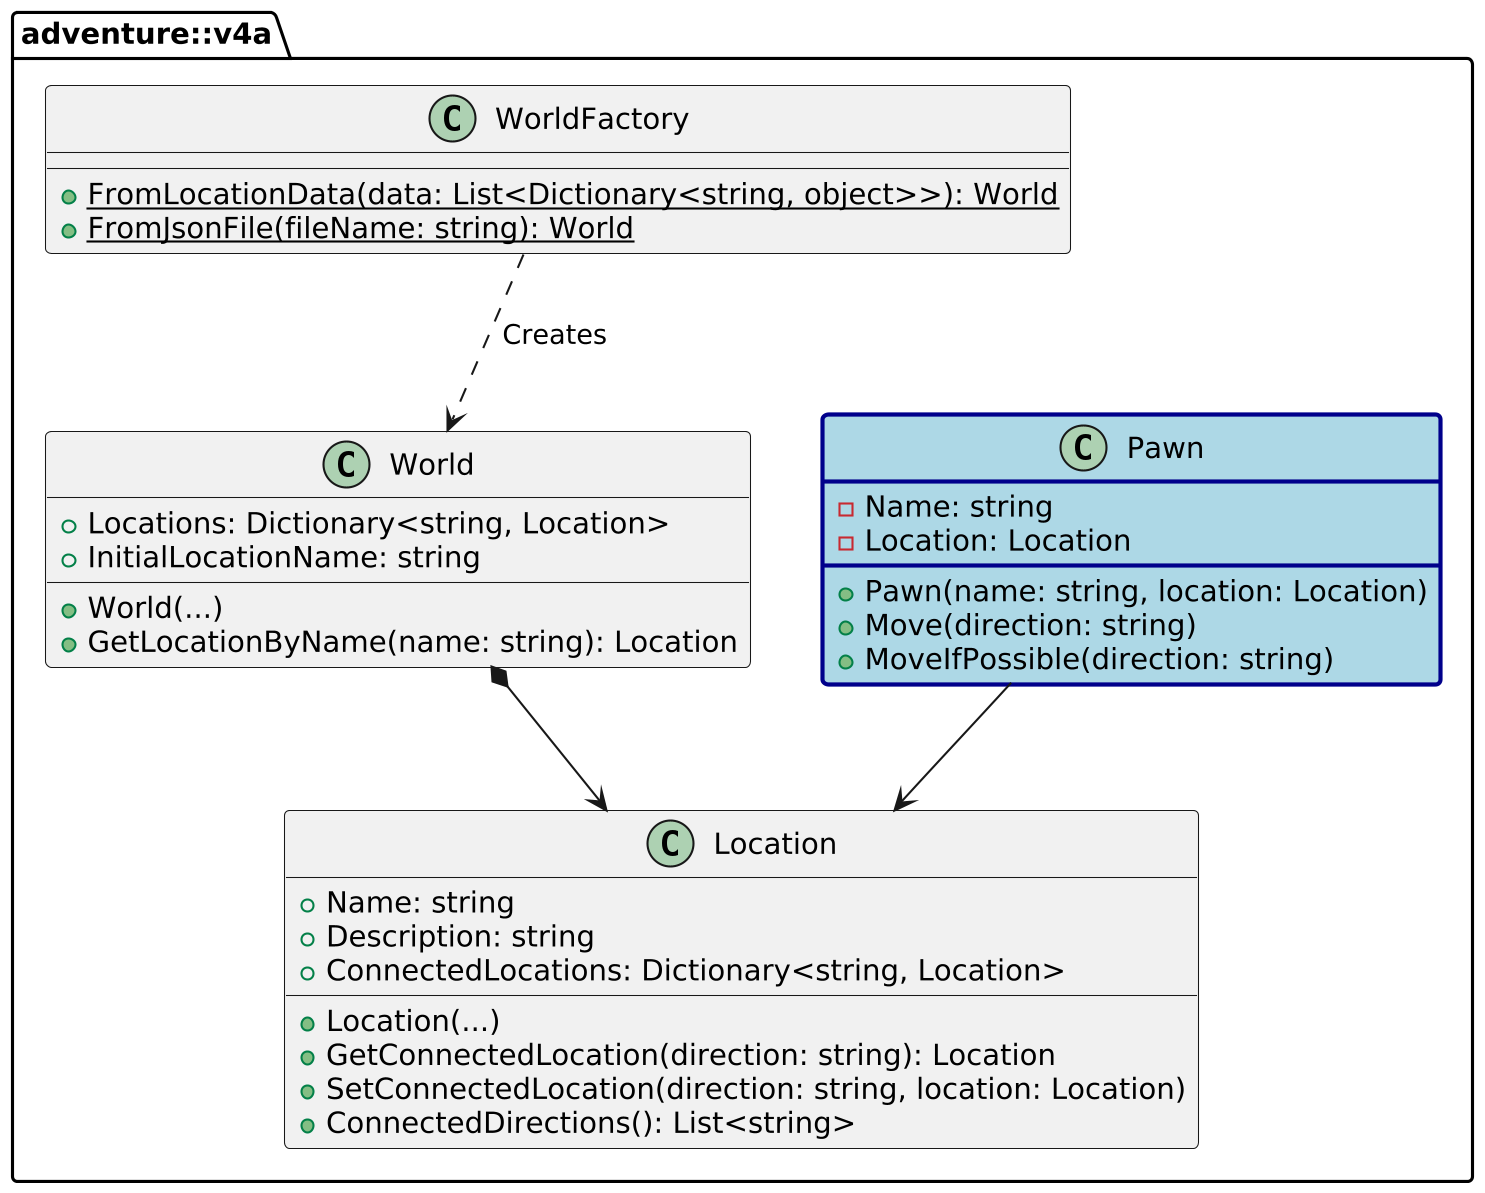 adventure::v4a
C WorldFactory
FromLocationData(data: List<Dictionary<string, object>>): World
FromJsonFile(fileName: string): World
Creates
C World
Locations: Dictionary<string, Location>
InitialLocationName: string
World(...)
GetLocationByName(name: string): Location
C Pawn
Name: string
Location: Location
Pawn(name: string, location: Location)
Move(direction: string)
MoveIfPossible(direction: string)
C Location
Name: string
Description: string
ConnectedLocations: Dictionary<string, Location>
Location(...)
GetConnectedLocation(direction: string): Location
SetConnectedLocation(direction: string, location: Location)
ConnectedDirections(): List<string>